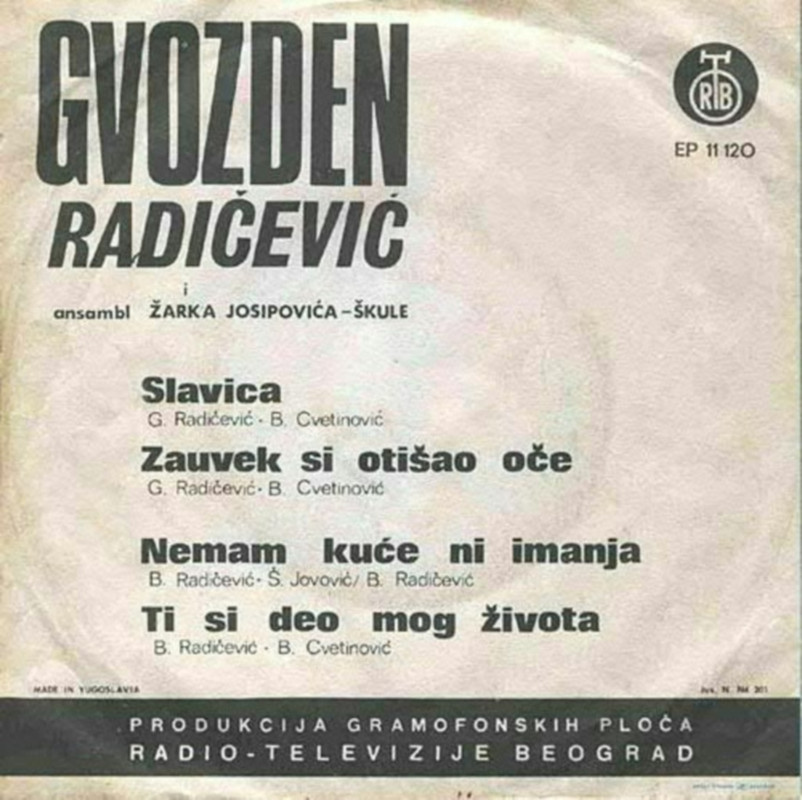 GVOZDEN
RADIČEVIĆ
i
ansambl ŽARKA JOSIPOVIĆA-ŠKULE
RTB
EP 11 120
Slavica
G. Radičević - B. Cvetinović
Zauvek si otišao oče
G. Radičević - B. Cvetinović
Nemam kuće ni imanja
B. Radičević - Š. Jovović/ B. Radičević
Ti si deo mog života
B. Radičević - B. Cvetinović
MADE IN YUGOSLAVIA
PRODUKCIJA GRAMOFONSKIH PLOČA
RADIO-TELEVIZIJE BEOGRAD